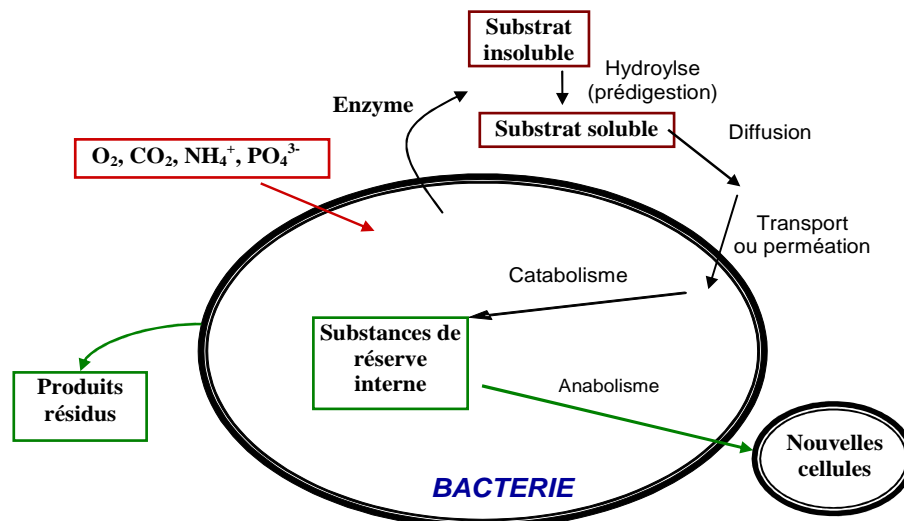 Substrat
insoluble
Hydroylse
(prédigestion)
Enzyme
Substrat soluble
Diffusion
O₂, CO₂, NH₄⁺, PO₄³⁻
Transport
ou perméation
Catabolisme
Substances de
réserve
interne
Anabolisme
Produits
résidus
Nouvelles
cellules
BACTERIE